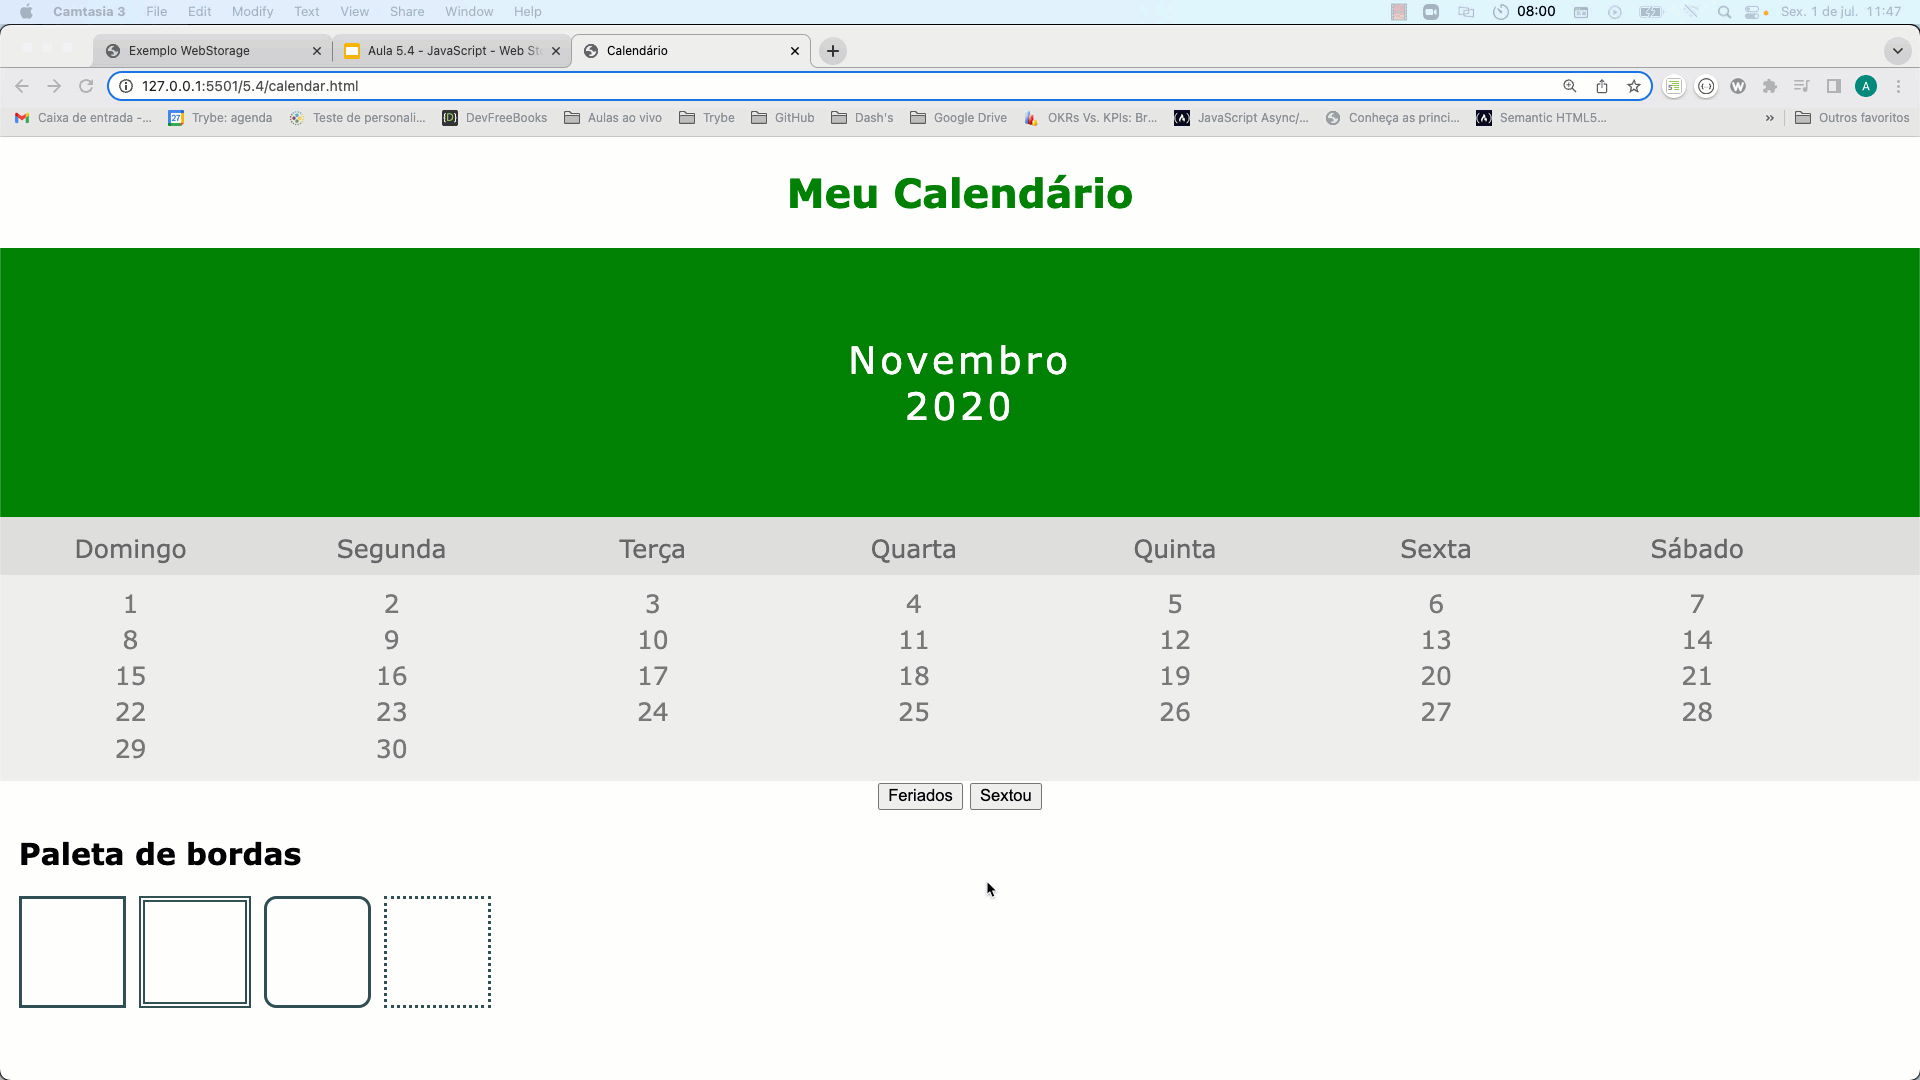 Camtasia 3 File Edit Modify Text View Share Window Help 08:00 Sex. 1 de jul. 11:47
Exemplo WebStorage Aula 5.4 - JavaScript - Web Sto Calendário
127.0.0.1:5501/5.4/calendar.html A
Caixa de entrada -... Trybe: agenda Teste de personali... DevFreeBooks Aulas ao vivo Trybe GitHub Dash's Google Drive OKRs Vs. KPIs: Br... JavaScript Async/... Conheça as princi... Semantic HTML5... » Outros favoritos
Meu Calendário
Novembro
2020
Domingo Segunda Terça Quarta Quinta Sexta Sábado
1 2 3 4 5 6 7
8 9 10 11 12 13 14
15 16 17 18 19 20 21
22 23 24 25 26 27 28
29 30
Feriados Sextou
Paleta de bordas